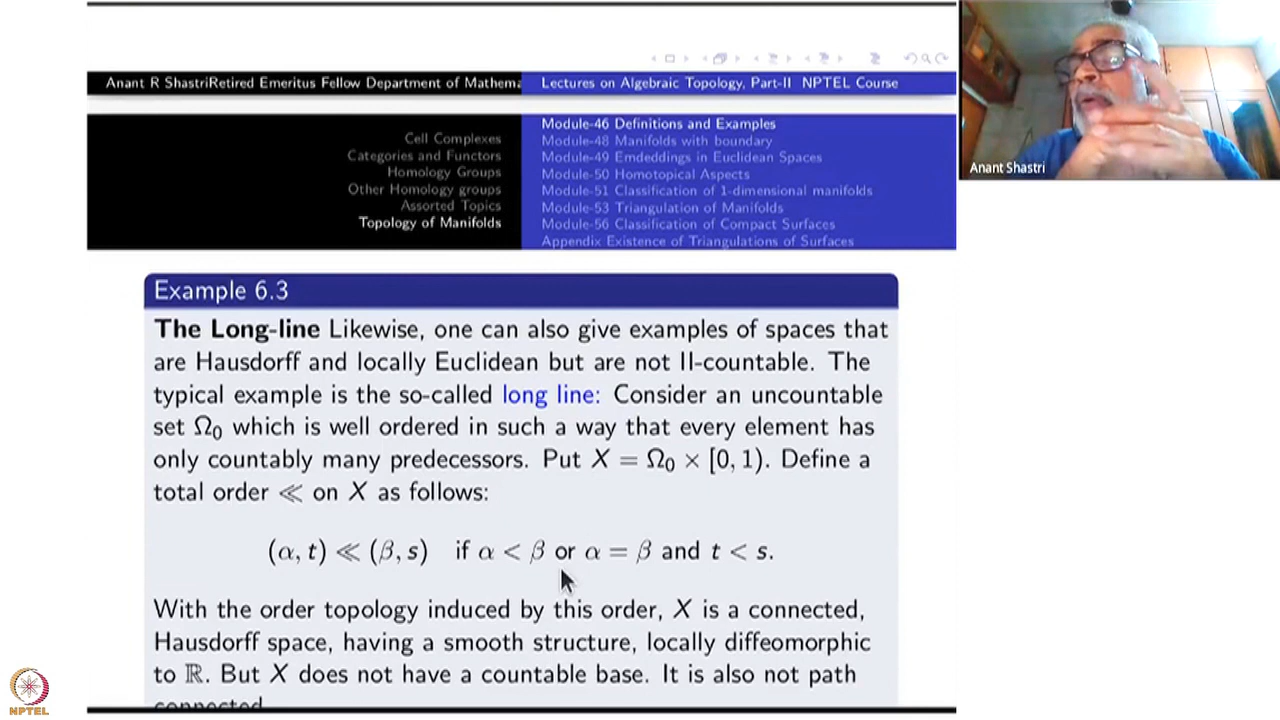 Anant R ShastriRetired Emeritus Fellow Department of Mathema
Lectures on Algebraic Topology, Part-II NPTEL Course
Cell Complexes
Categories and Functors
Homology Groups
Other Homology groups
Assorted Topics
Topology of Manifolds
Module-46 Definitions and Examples
Module-48 Manifolds with boundary
Module-49 Emdeddings in Euclidean Spaces
Module-50 Homotopical Aspects
Module-51 Classification of 1-dimensional manifolds
Module-53 Triangulation of Manifolds
Module-56 Classification of Compact Surfaces
Appendix Existence of Triangulations of Surfaces
Anant Shastri
Example 6.3
The Long-line Likewise, one can also give examples of spaces that
are Hausdorff and locally Euclidean but are not II-countable. The
typical example is the so-called long line: Consider an uncountable
set Ω₀ which is well ordered in such a way that every element has
only countably many predecessors. Put X = Ω₀ × [0, 1). Define a
total order ≪ on X as follows:
(α, t) ≪ (β, s) if α < β or α = β and t < s.
With the order topology induced by this order, X is a connected,
Hausdorff space, having a smooth structure, locally diffeomorphic
to ℝ. But X does not have a countable base. It is also not path
connected
NPTEL